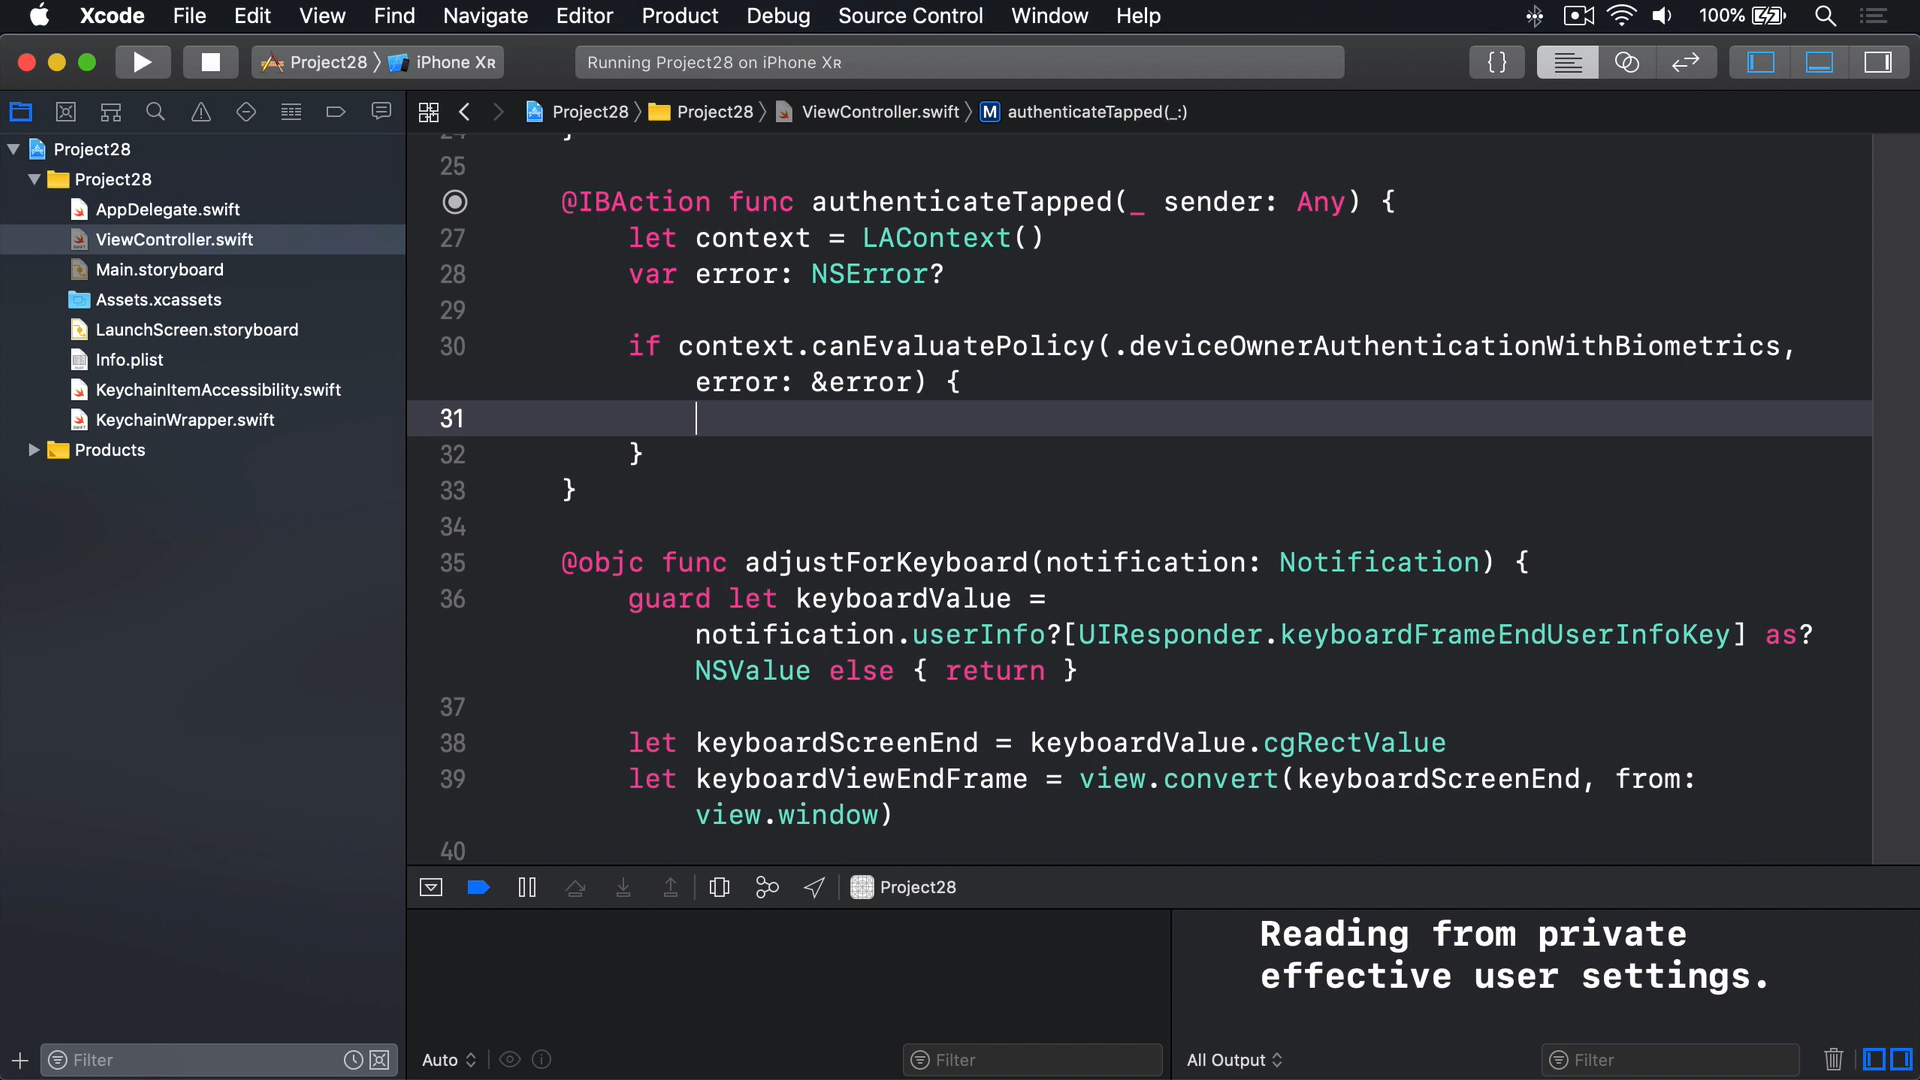 Xcode File Edit View Find Navigate Editor Product Debug Source Control Window Help 100%
Project28 iPhone XR Running Project28 on iPhone XR {}
Project28 Project28 ViewController.swift M authenticateTapped(_:)
Project28
Project28
AppDelegate.swift
ViewController.swift
Main.storyboard
Assets.xcassets
LaunchScreen.storyboard
Info.plist
KeychainItemAccessibility.swift
KeychainWrapper.swift
Products
24 }
25
@IBAction func authenticateTapped(_ sender: Any) {
27 let context = LAContext()
28 var error: NSError?
29
30 if context.canEvaluatePolicy(.deviceOwnerAuthenticationWithBiometrics,
error: &error) {
31
32 }
33 }
34
35 @objc func adjustForKeyboard(notification: Notification) {
36 guard let keyboardValue =
notification.userInfo?[UIResponder.keyboardFrameEndUserInfoKey] as?
NSValue else { return }
37
38 let keyboardScreenEnd = keyboardValue.cgRectValue
39 let keyboardViewEndFrame = view.convert(keyboardScreenEnd, from:
view.window)
40
Project28
Reading from private
effective user settings.
Filter Auto Filter All Output Filter